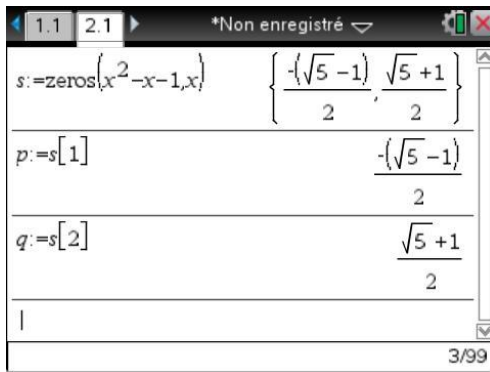 1.1 2.1 *Non enregistré
s:=zeros(x²-x-1,x) {-(√5-1)/2, (√5+1)/2}
p:=s[1] -(√5-1)/2
q:=s[2] (√5+1)/2
3/99